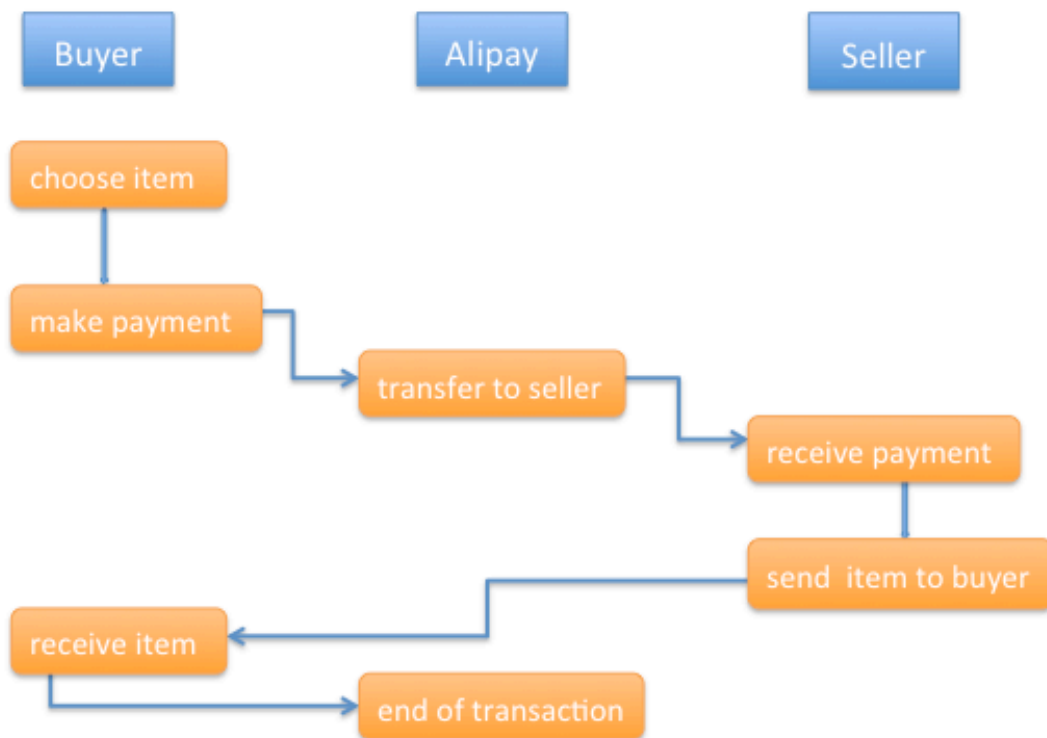 Buyer
Alipay
Seller
choose item
make payment
transfer to seller
receive payment
send item to buyer
receive item
end of transaction